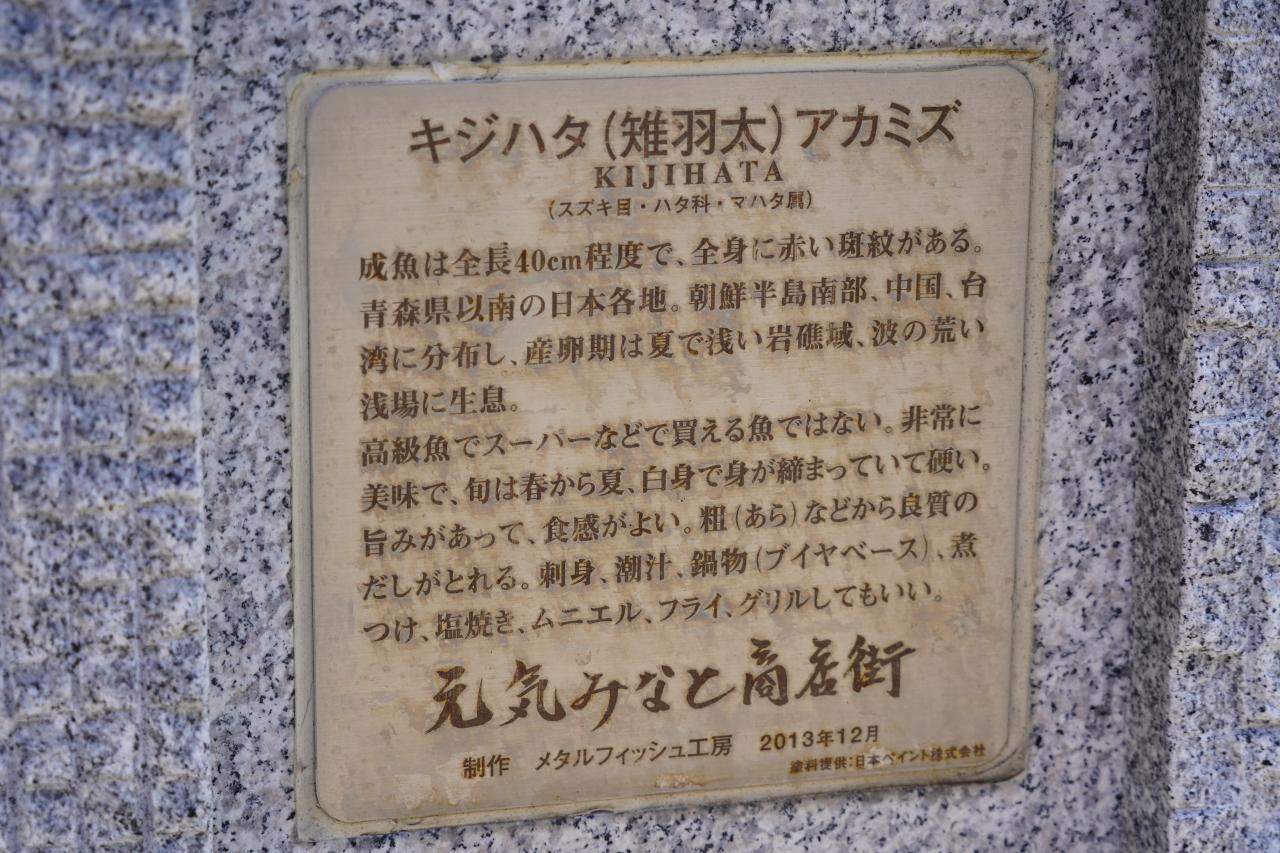 キジハタ(雉羽太)アカミズ
KIJIHATA
(スズキ目・ハタ科・マハタ属)
成魚は全長40cm程度で、全身に赤い斑紋がある。
青森県以南の日本各地。朝鮮半島南部、中国、台
湾に分布し、産卵期は夏で浅い岩礁域、波の荒い
浅場に生息。
高級魚でスーパーなどで買える魚ではない。非常に
美味で、旬は春から夏、白身で身が締まっていて硬い。
旨みがあって、食感がよい。粗(あら)などから良質の
だしがとれる。刺身、潮汁、鍋物(ブイヤベース)、煮
つけ、塩焼き、ムニエル、フライ、グリルしてもいい。
元気みなと商店街
制作 メタルフィッシュ工房 2013年12月
塗料提供:日本ペイント株式会社